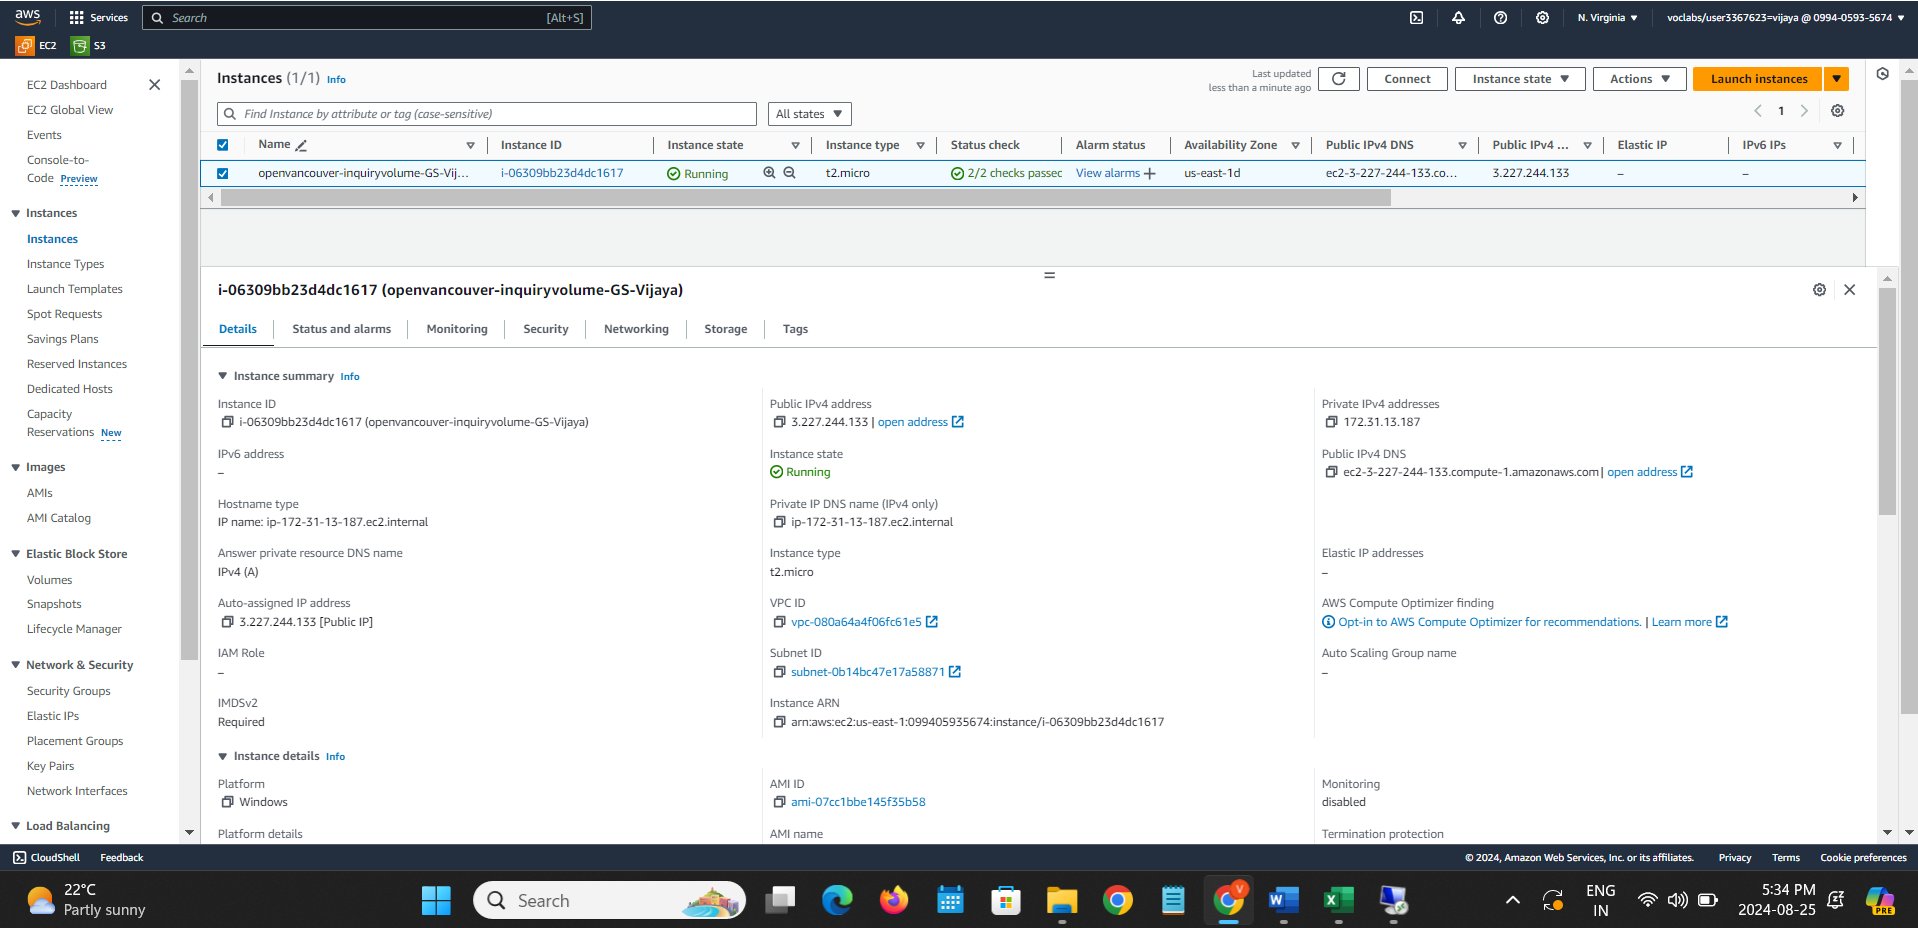 aws
Services
Search
[Alt+S]
N. Virginia
voclabs/user3367623=vijaya @ 0994-0593-5674
EC2
S3
EC2 Dashboard
EC2 Global View
Events
Console-to-
Code Preview
Instances
Instances
Instance Types
Launch Templates
Spot Requests
Savings Plans
Reserved Instances
Dedicated Hosts
Capacity
Reservations New
Images
AMIs
AMI Catalog
Elastic Block Store
Volumes
Snapshots
Lifecycle Manager
Network & Security
Security Groups
Elastic IPs
Placement Groups
Key Pairs
Network Interfaces
Load Balancing
Instances (1/1) Info
Last updated
less than a minute ago
Connect
Instance state
Actions
Launch instances
Find Instance by attribute or tag (case-sensitive)
All states
1
Name
Instance ID
Instance state
Instance type
Status check
Alarm status
Availability Zone
Public IPv4 DNS
Public IPv4 ...
Elastic IP
IPv6 IPs
openvancouver-inquiryvolume-GS-Vij...
i-06309bb23d4dc1617
Running
t2.micro
2/2 checks passec
View alarms
us-east-1d
ec2-3-227-244-133.co...
3.227.244.133
–
–
i-06309bb23d4dc1617 (openvancouver-inquiryvolume-GS-Vijaya)
Details
Status and alarms
Monitoring
Security
Networking
Storage
Tags
Instance summary Info
Instance ID
i-06309bb23d4dc1617 (openvancouver-inquiryvolume-GS-Vijaya)
Public IPv4 address
3.227.244.133 | open address
Private IPv4 addresses
172.31.13.187
IPv6 address
–
Instance state
Running
Public IPv4 DNS
ec2-3-227-244-133.compute-1.amazonaws.com | open address
Hostname type
IP name: ip-172-31-13-187.ec2.internal
Private IP DNS name (IPv4 only)
ip-172-31-13-187.ec2.internal
Answer private resource DNS name
IPv4 (A)
Instance type
t2.micro
Elastic IP addresses
–
Auto-assigned IP address
3.227.244.133 [Public IP]
VPC ID
vpc-080a64a4f06fc61e5
AWS Compute Optimizer finding
Opt-in to AWS Compute Optimizer for recommendations. | Learn more
IAM Role
–
Subnet ID
subnet-0b14bc47e17a58871
Auto Scaling Group name
–
IMDSv2
Required
Instance ARN
arn:aws:ec2:us-east-1:099405935674:instance/i-06309bb23d4dc1617
Instance details Info
Platform
Windows
AMI ID
ami-07cc1bbe145f35b58
Monitoring
disabled
Platform details
AMI name
Termination protection
CloudShell
Feedback
© 2024, Amazon Web Services, Inc. or its affiliates.
Privacy
Terms
Cookie preferences
22°C
Partly sunny
Search
V
W
X
ENG
IN
5:34 PM
2024-08-25
PRE